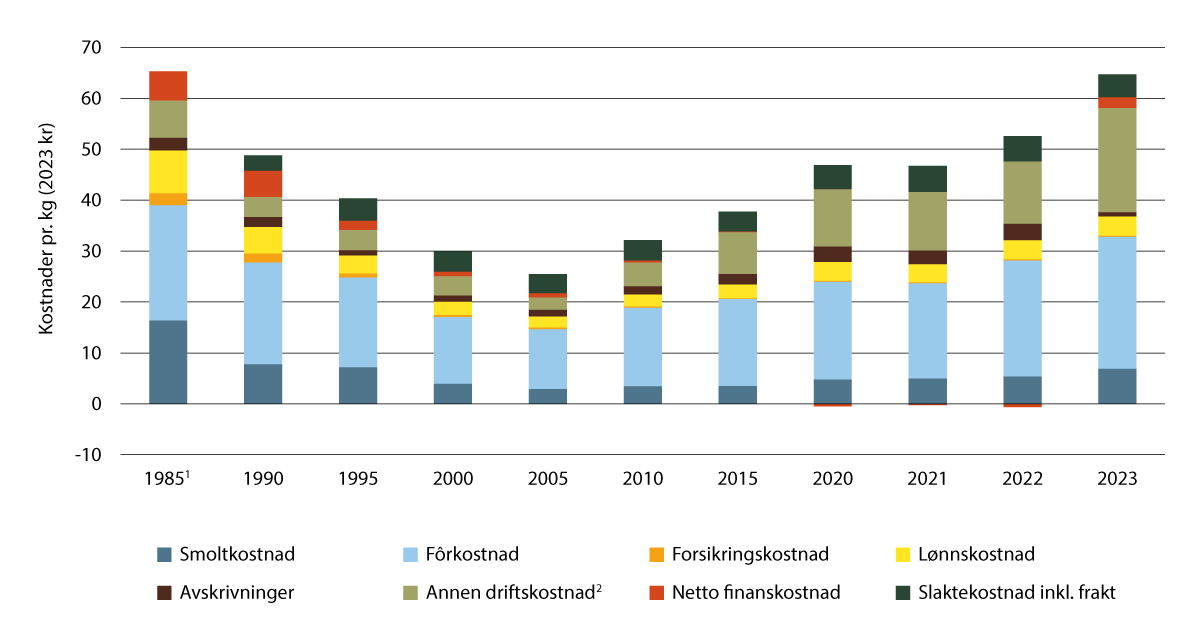 Kostnader pr. kg (2023 kr)
70
60
50
40
30
20
10
0
-10
1985¹ 1990 1995 2000 2005 2010 2015 2020 2021 2022 2023
Smoltkostnad Fôrkostnad Forsikringskostnad Lønnskostnad
Avskrivninger Annen driftskostnad² Netto finanskostnad Slaktekostnad inkl. frakt